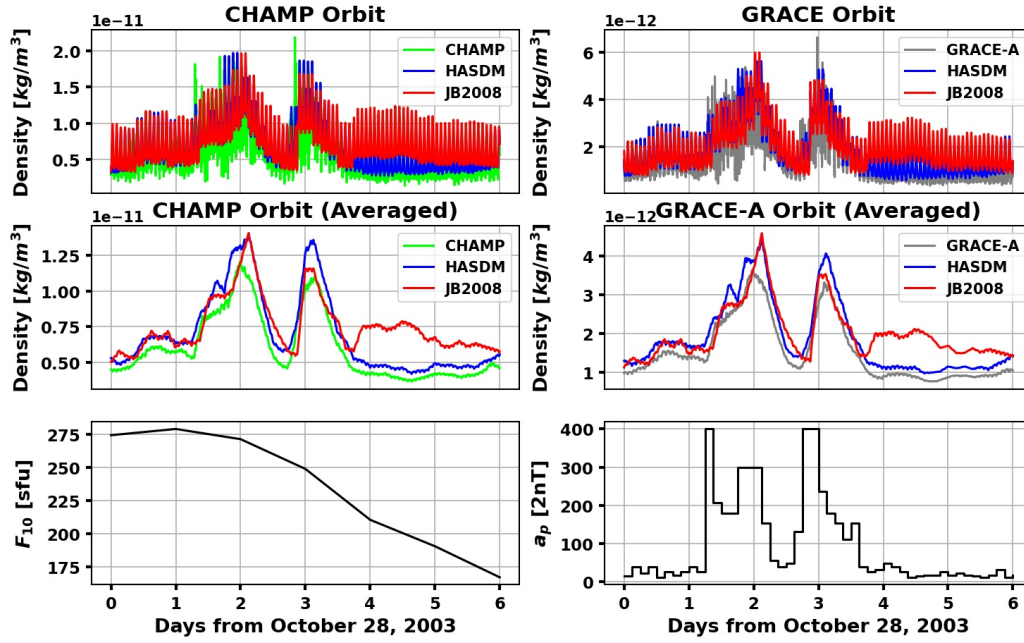 CHAMP Orbit
1e−11
Density [kg/m³]
2.0
1.5
1.0
0.5
CHAMP
HASDM
JB2008
GRACE Orbit
1e−12
Density [kg/m³]
6
4
2
GRACE-A
HASDM
JB2008
CHAMP Orbit (Averaged)
1e−11
Density [kg/m³]
1.25
1.00
0.75
0.50
CHAMP
HASDM
JB2008
GRACE-A Orbit (Averaged)
1e−12
Density [kg/m³]
4
3
2
1
GRACE-A
HASDM
JB2008
F₁₀ [sfu]
275
250
225
200
175
0 1 2 3 4 5 6
Days from October 28, 2003
aₚ [2nT]
400
300
200
100
0
0 1 2 3 4 5 6
Days from October 28, 2003